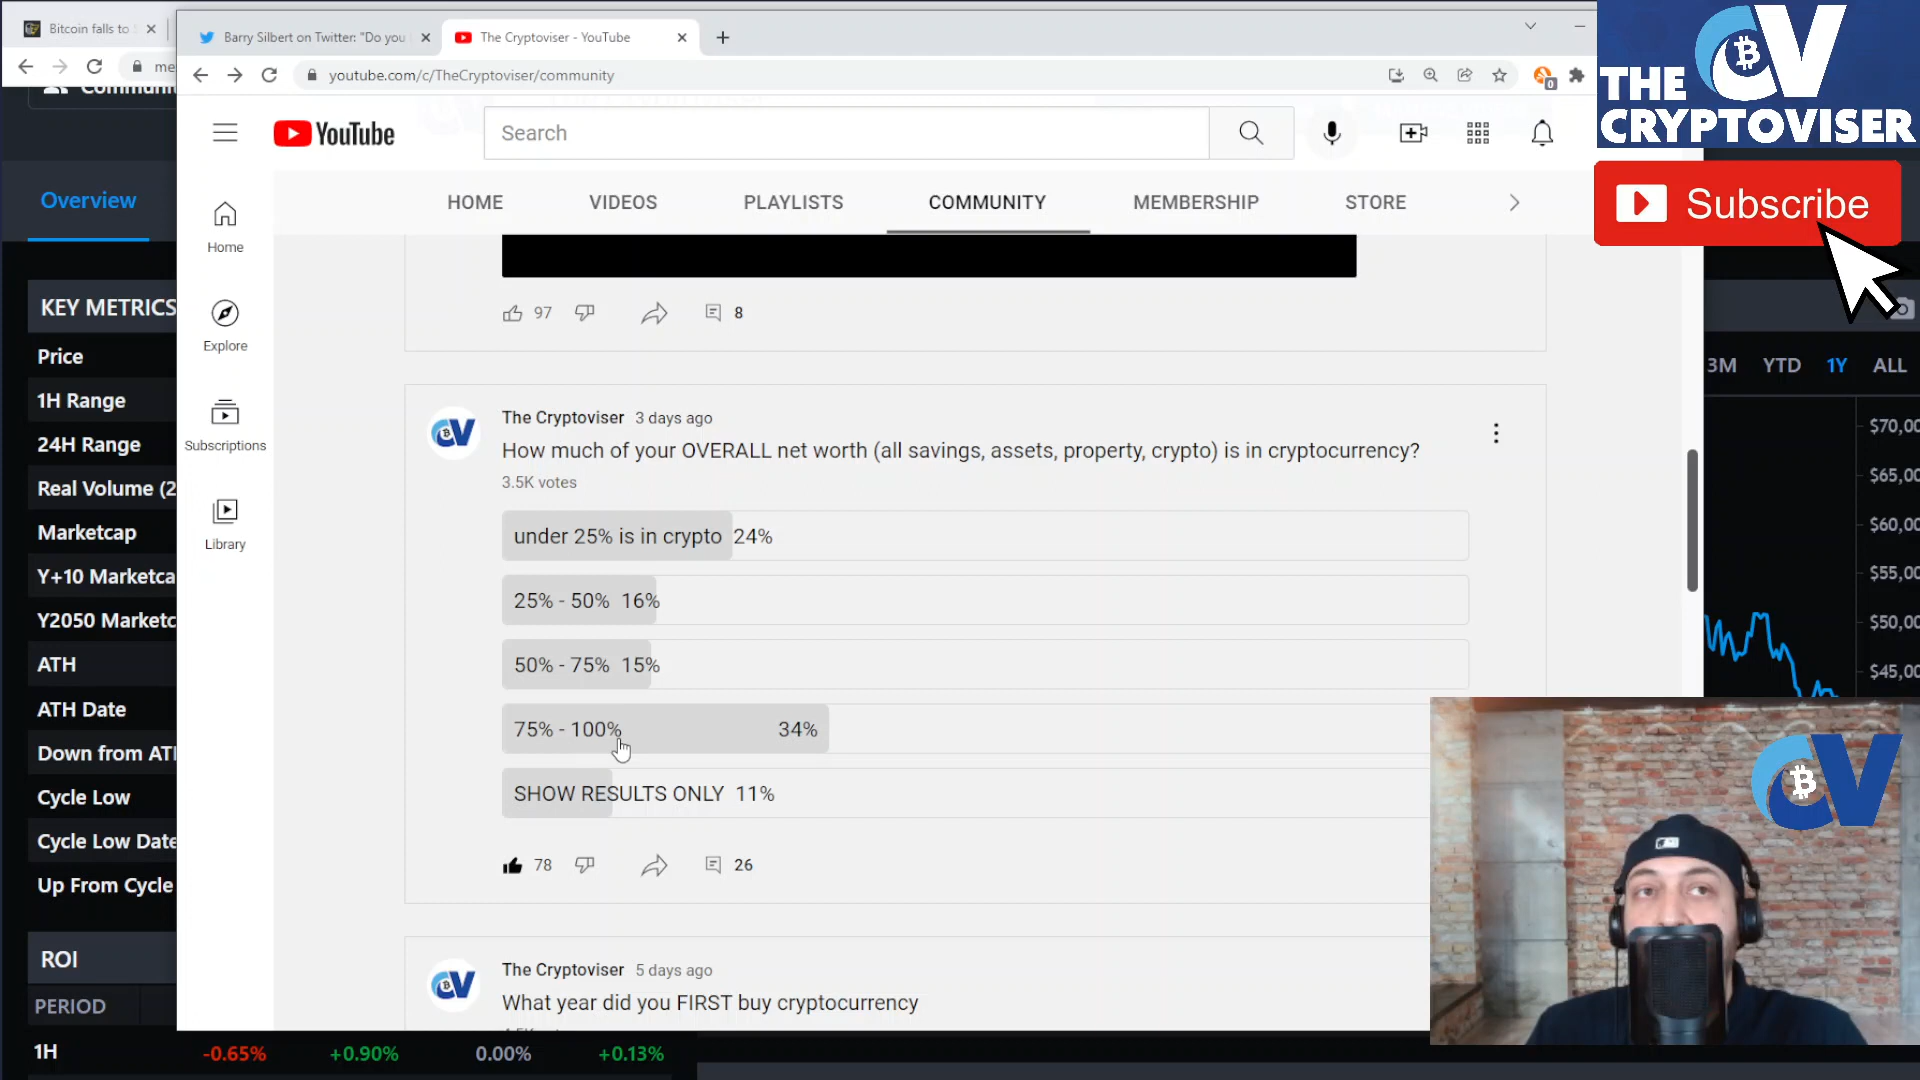 Bitcoin falls to
Barry Silbert on Twitter: "Do you
The Cryptoviser - YouTube
me
youtube.com/c/TheCryptoviser/community
0
CV
THE
CRYPTOVISER
YouTube
Search
Subscribe
Overview
HOME
VIDEOS
PLAYLISTS
COMMUNITY
MEMBERSHIP
STORE
Home
Explore
Subscriptions
Library
97
8
KEY METRICS
Price
1H Range
24H Range
Real Volume (2
Marketcap
Y+10 Marketca
Y2050 Marketc
ATH
ATH Date
Down from ATH
Cycle Low
Cycle Low Date
Up From Cycle
ROI
PERIOD
1H
-0.65%
+0.90%
0.00%
+0.13%
The Cryptoviser 3 days ago
How much of your OVERALL net worth (all savings, assets, property, crypto) is in cryptocurrency?
3.5K votes
under 25% is in crypto 24%
25% - 50% 16%
50% - 75% 15%
75% - 100% 34%
SHOW RESULTS ONLY 11%
78
26
The Cryptoviser 5 days ago
What year did you FIRST buy cryptocurrency
3M YTD 1Y ALL
$70,00
$65,00
$60,00
$55,00
$50,00
$45,00
CV